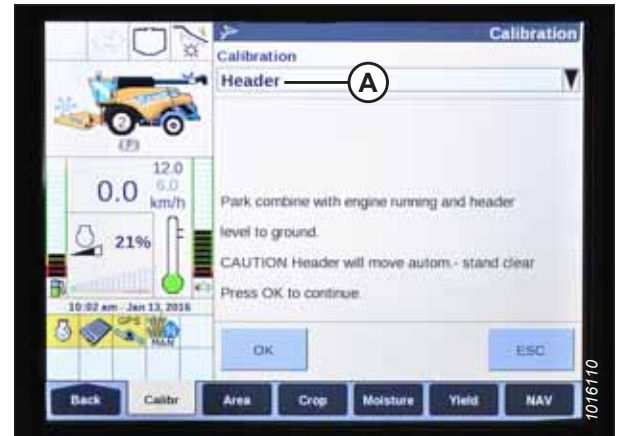 Calibration
Calibration
Header
A
2
(P)
12.0
6.0
0.0 km/h
21%
Park combine with engine running and header
level to ground.
CAUTION Header will move autom.- stand clear
Press OK to continue.
10:02 am - Jan 13, 2016
GPS
MAN
OK
ESC
Back
Calibr
Area
Crop
Moisture
Yield
NAV
1016110